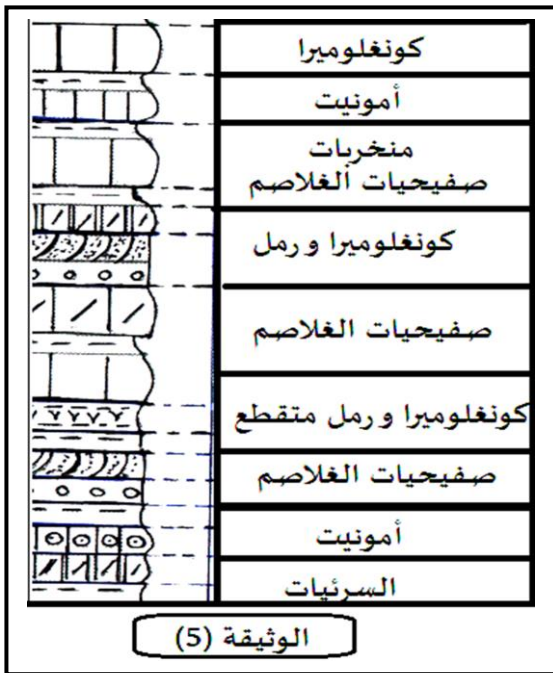 كونغلوميرا
أمونيت
منخربات
صفيحيات الغلاصم
كونغلوميرا و رمل
صفيحيات الغلاصم
كونغلوميرا و رمل متقطع
صفيحيات الغلاصم
أمونيت
السرئيات
الوثيقة (5)